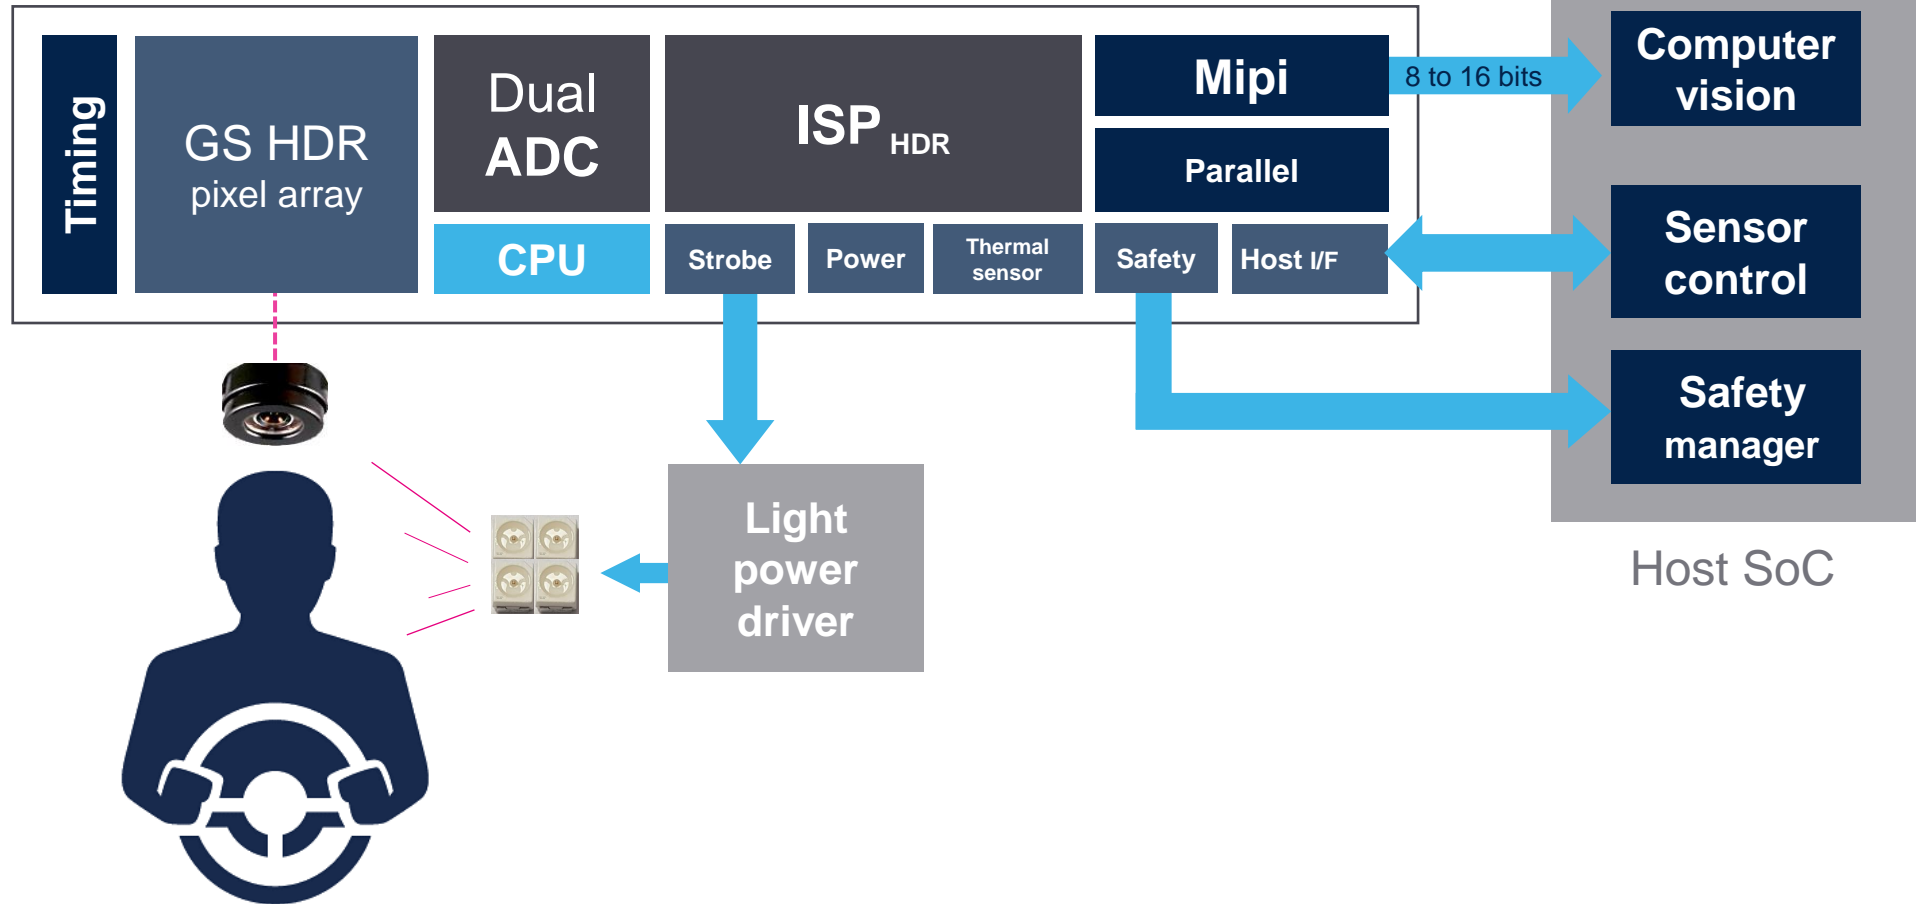 Timing
GS HDR
pixel array
Dual
ADC
ISP HDR
Mipi
Parallel
CPU
Strobe
Power
Thermal
sensor
Safety
Host I/F
8 to 16 bits
Computer
vision
Sensor
control
Safety
manager
Host SoC
Light
power
driver